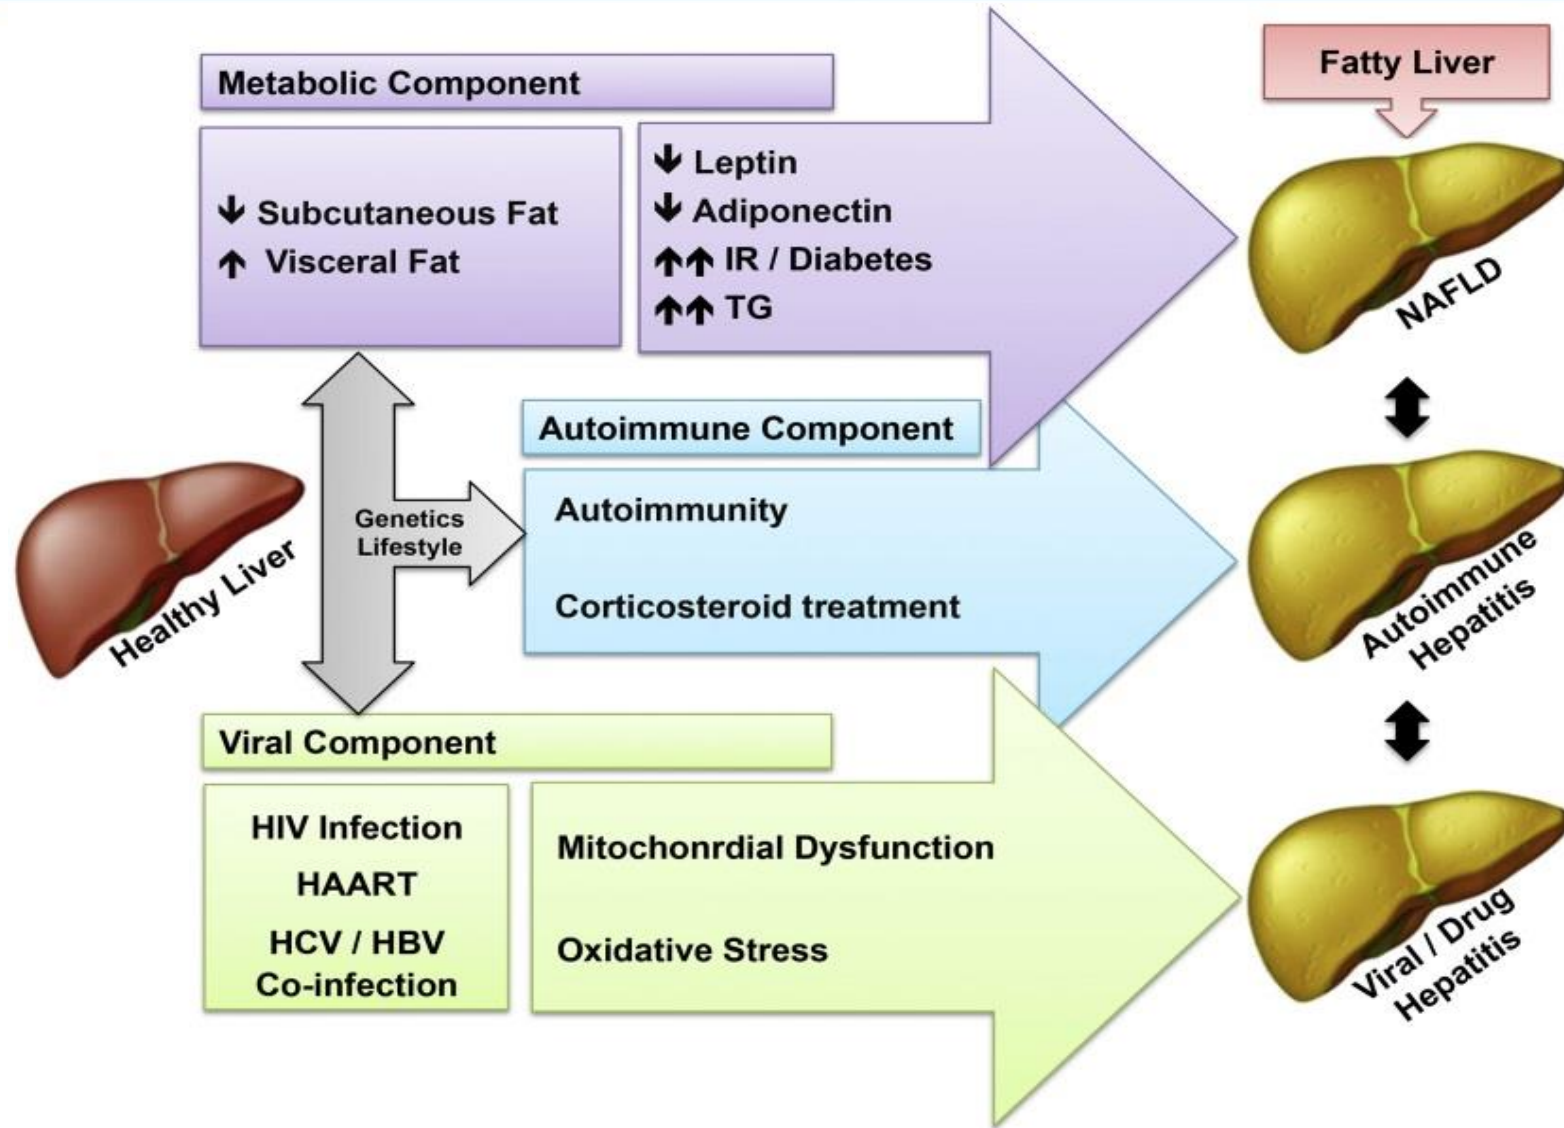 Metabolic Component
↓ Subcutaneous Fat
↑ Visceral Fat
↓ Leptin
↓ Adiponectin
↑↑ IR / Diabetes
↑↑ TG
Fatty Liver
NAFLD
Healthy Liver
Genetics
Lifestyle
Autoimmune Component
Autoimmunity
Corticosteroid treatment
Autoimmune
Hepatitis
Viral Component
HIV Infection
HAART
HCV / HBV
Co-infection
Mitochonrdial Dysfunction
Oxidative Stress
Viral / Drug
Hepatitis